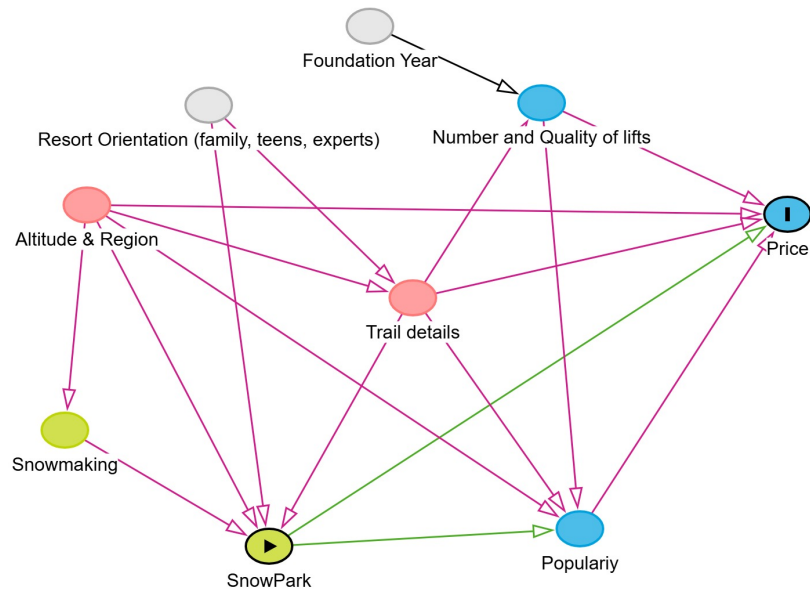 Foundation Year
Number and Quality of lifts
Resort Orientation (family, teens, experts)
Altitude & Region
Price
Trail details
Snowmaking
Populariy
SnowPark